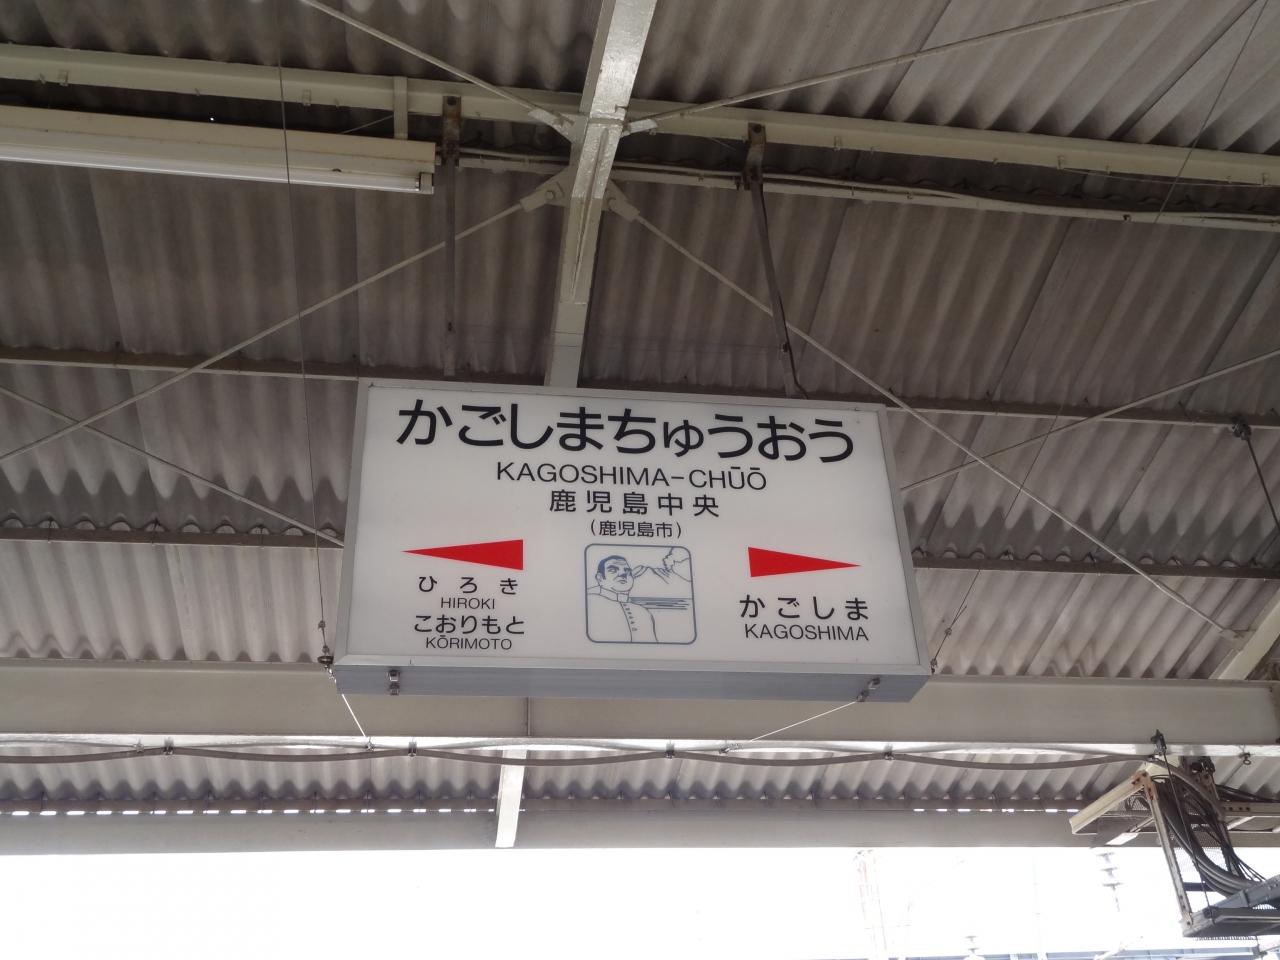 かごしまちゅうおう
KAGOSHIMA-CHŪŌ
鹿児島中央
(鹿児島市)
ひろき
HIROKI
こおりもと
KŌRIMOTO
かごしま
KAGOSHIMA